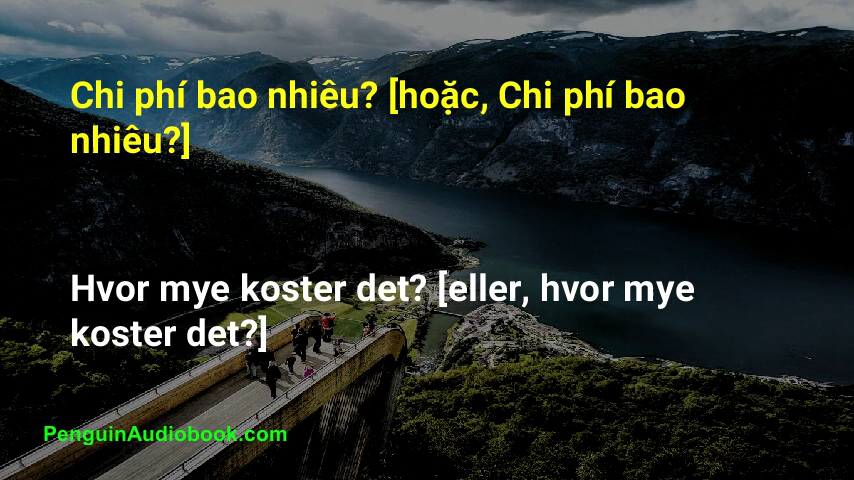 Chi phí bao nhiêu? [hoặc, Chi phí bao
nhiêu?]
Hvor mye koster det? [eller, hvor mye
koster det?]
PenguinAudiobook.com